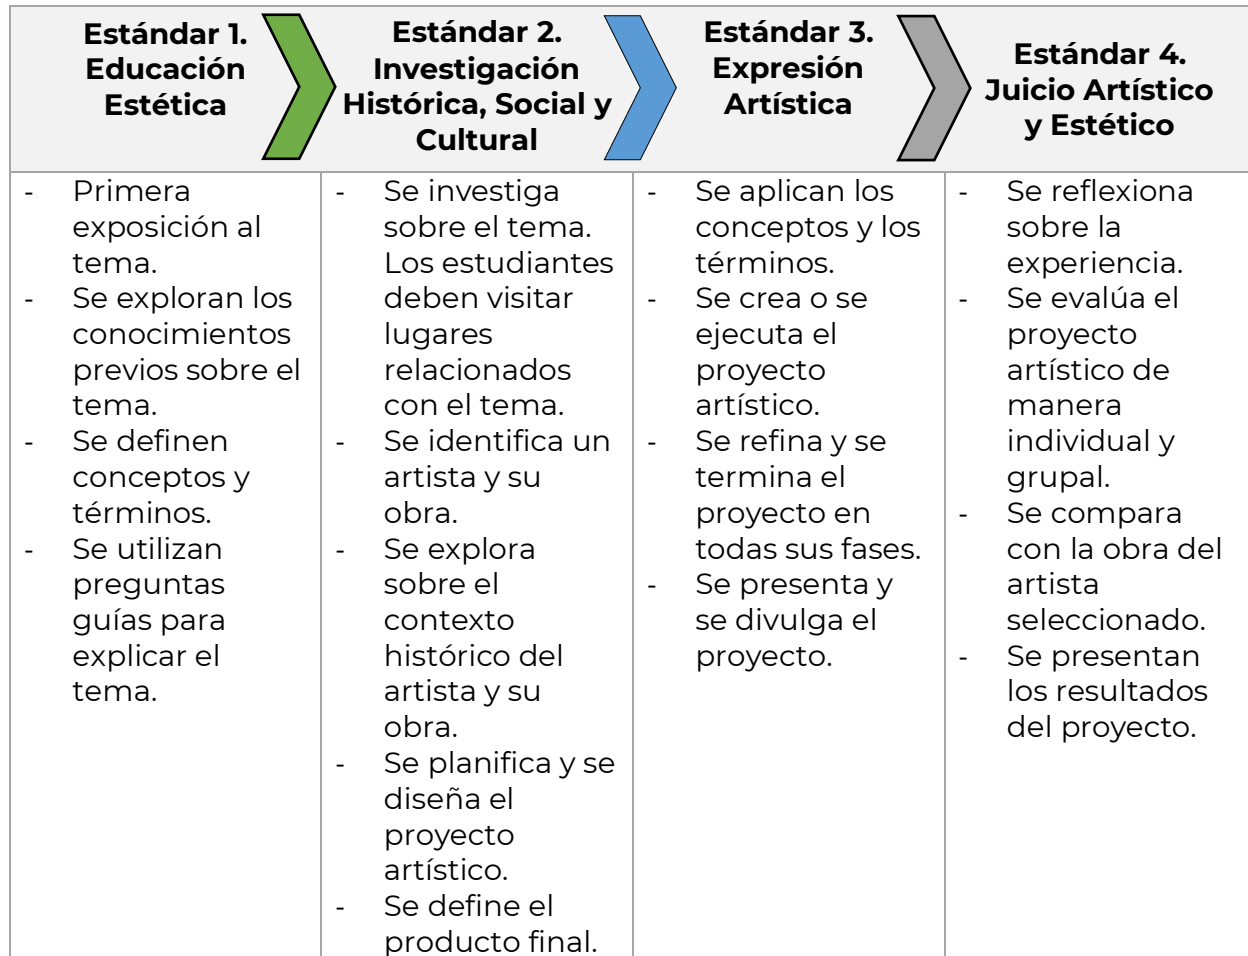 Estándar 1.
Educación
Estética
Estándar 2.
Investigación
Histórica, Social y
Cultural
Estándar 3.
Expresión
Artística
Estándar 4.
Juicio Artístico
y Estético
- Primera
exposición al
tema.
- Se exploran los
conocimientos
previos sobre el
tema.
- Se definen
conceptos y
términos.
- Se utilizan
preguntas
guías para
explicar el
tema.
- Se investiga
sobre el tema.
Los estudiantes
deben visitar
lugares
relacionados
con el tema.
- Se identifica un
artista y su
obra.
- Se explora
sobre el
contexto
histórico del
artista y su
obra.
- Se planifica y se
diseña el
proyecto
artístico.
- Se define el
producto final.
- Se aplican los
conceptos y los
términos.
- Se crea o se
ejecuta el
proyecto
artístico.
- Se refina y se
termina el
proyecto en
todas sus fases.
- Se presenta y
se divulga el
proyecto.
- Se reflexiona
sobre la
experiencia.
- Se evalúa el
proyecto
artístico de
manera
individual y
grupal.
- Se compara
con la obra del
artista
seleccionado.
- Se presentan
los resultados
del proyecto.